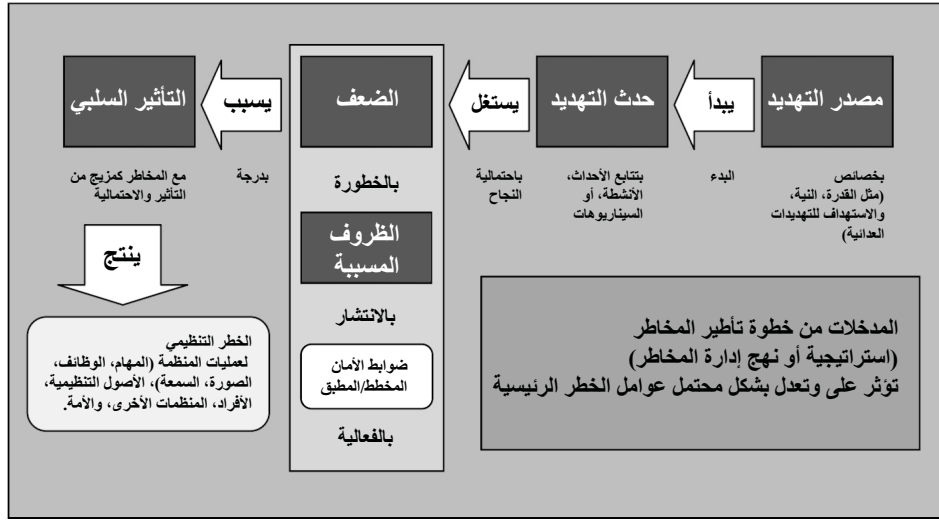 مصدر التهديد
يبدأ
حدث التهديد
يستغل
الضعف
يسبب
التأثير السلبي
بخصائص
(مثل القدرة، النية،
والاستهداف للتهديدات
العدائية)
البدء
بتتابع الأحداث،
الأنشطة، أو
السيناريوهات
باحتمالية
النجاح
بالخطورة
الظروف
المسببة
بالانتشار
ضوابط الأمان
المخطط/المطبق
بالفعالية
بدرجة
مع المخاطر كمزيج من
التأثير والاحتمالية
ينتج
الخطر التنظيمي
لعمليات المنظمة (المهام، الوظائف،
الصورة، السمعة)، الأصول التنظيمية،
الأفراد، المنظمات الأخرى، والأمة.
المدخلات من خطوة تأطير المخاطر
(استراتيجية أو نهج إدارة المخاطر)
تؤثر على وتعدل بشكل محتمل عوامل الخطر الرئيسية